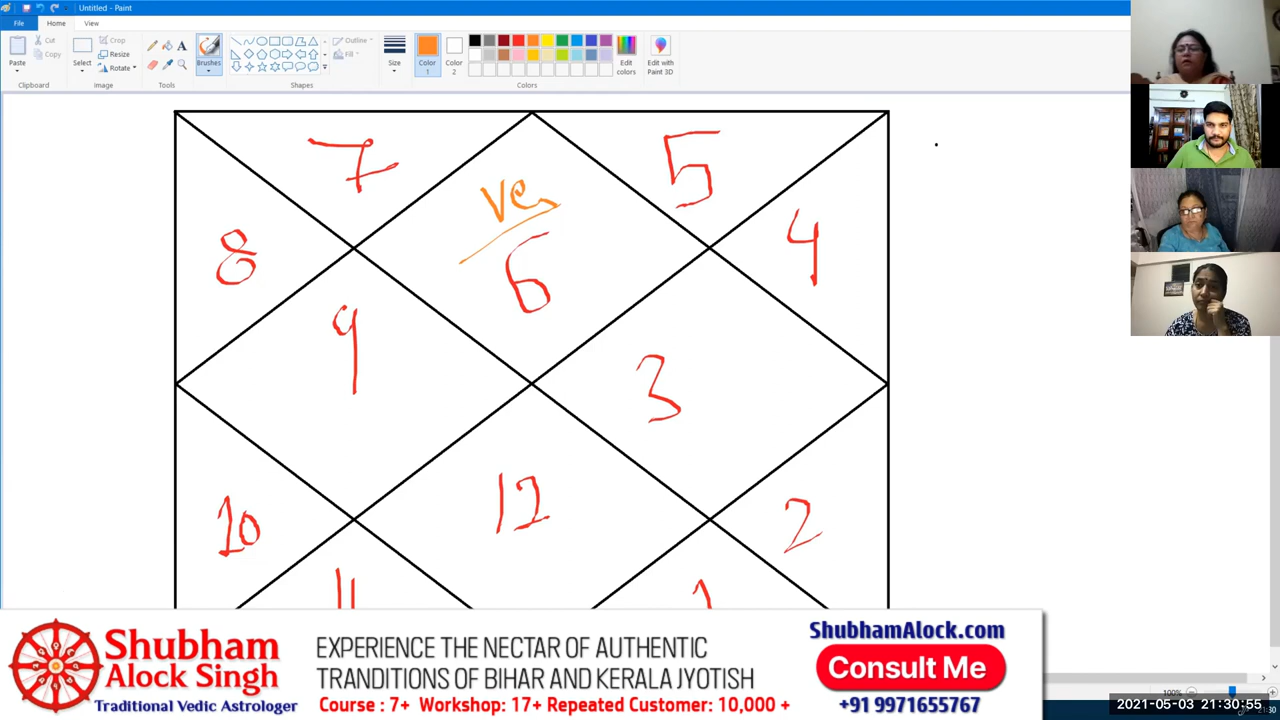 Untitled - Paint
File Home View
Paste
Cut
Copy
Clipboard
Select
Crop
Resize
Rotate
Image
Tools
Brushes
Shapes
Outline
Fill
Size
Color 1
Color 2
Colors
Edit colors
Edit with Paint 3D
7
5
ve
8
6
4
9
3
10
12
2
11
1
Shubham
Alock Singh
Traditional Vedic Astrologer
EXPERIENCE THE NECTAR OF AUTHENTIC
TRANDITIONS OF BIHAR AND KERALA JYOTISH
Course : 7+ Workshop: 17+ Repeated Customer: 10,000 +
ShubhamAlock.com
Consult Me
+91 9971655767
100%
2021-05-03 21:30:55
21:30